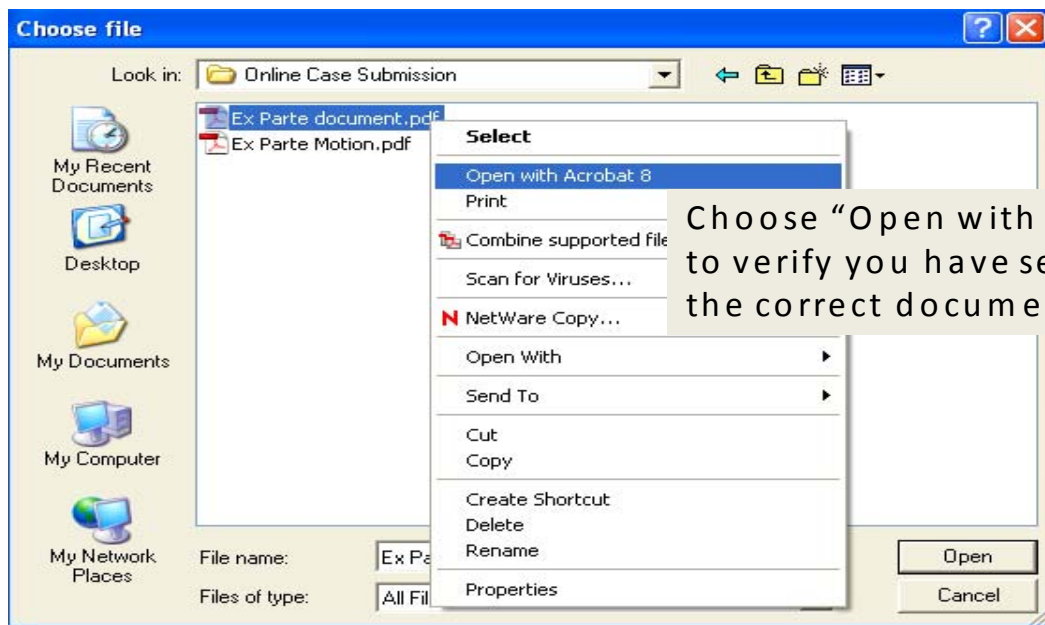 Choose file
Look in: Online Case Submission
My Recent
Documents
Desktop
My Documents
My Computer
My Network
Places
Ex Parte document.pdf
Ex Parte Motion.pdf
Select
Open with Acrobat 8
Print
Combine supported file
Scan for Viruses...
N NetWare Copy...
Open With
Send To
Cut
Copy
Create Shortcut
Delete
Rename
Properties
Choose “Open with
to verify you have se
the correct docume
File name: Ex Pa
Open
Files of type: All Fil
Cancel